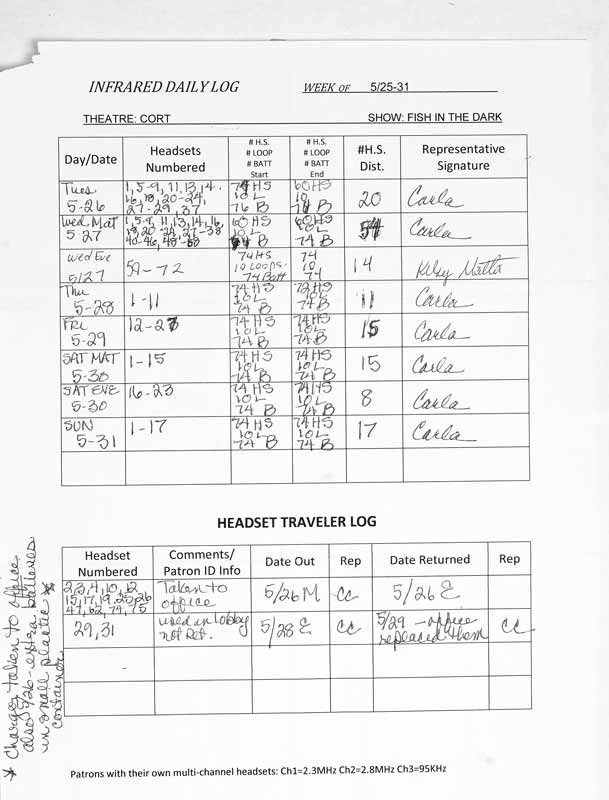 INFRARED DAILY LOG WEEK OF 5/25-31
THEATRE: CORT SHOW: FISH IN THE DARK
Day/Date Headsets Numbered # H.S. # LOOP # BATT Start # H.S. # LOOP # BATT End #H.S. Dist. Representative Signature
Tues 5-26 1, 5-9, 11, 13, 14, 16, 18, 20-24, 27-29, 37 74 HS 10 L 76 B 60 HS 10 74 B 20 Carla
Wed. Mat 5 27 1, 5-9, 11, 13, 14, 16, 18, 20-24, 27-38 60 HS 10 60 HS 10 L 74 B Carla
Wed Eve 5/27 59-72 74 HS 10 Loops 74 Batt 74 10 74 14
Thu 5-28 1-11 74 HS 10 L 74 B 72 HS 10 L 74 B 11 Carla
FRI 5-29 74 HS 10 L 74 B 74 HS 10 L 74 B 15 Carla
SAT MAT 5-30 1-15 74 HS 10 L 74 B 74 HS 10 L 74 B 15 Carla
SAT EVE 5-30 16-23 74 HS 10 L 74 B 74 HS 10 L 74 B 8 Carla
SUN 5-31 1-17 74 HS 10 L 74 B 74 HS 10 L 74 B 17 Carla
HEADSET TRAVELER LOG
Headset Numbered Comments/ Patron ID Info Date Out Rep Date Returned Rep
2,3,4,10,12 15,17,19,25,26 47,62,74,75 Taken to office 5/26 M cc 5/26 E
29,31 used in lobby not Ret. 5/28 E cc 5/29 - office replaced them cc
* Charger taken to office
also 5/26 - extra batteries
in small plastic *
container
Patrons with their own multi-channel headsets: Ch1=2.3MHz Ch2=2.8MHz Ch3=95KHz